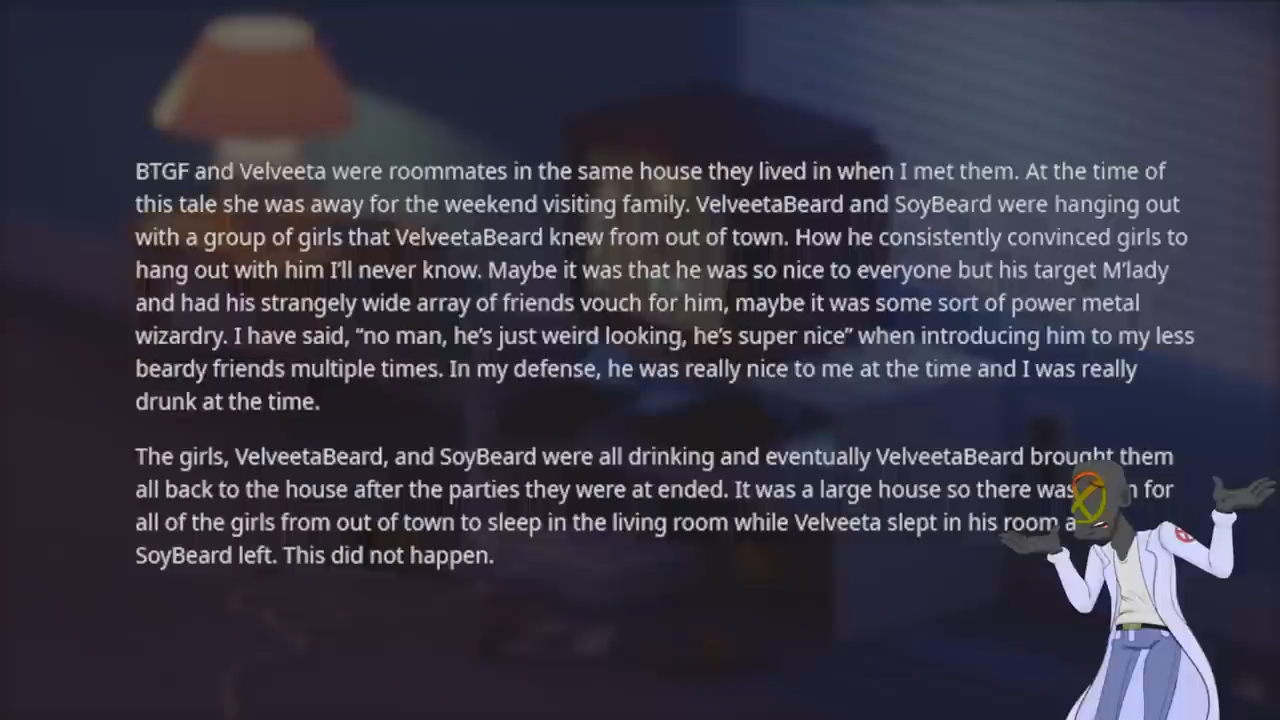 BTGF and Velveeta were roommates in the same house they lived in when I met them. At the time of
this tale she was away for the weekend visiting family. VelveetaBeard and SoyBeard were hanging out
with a group of girls that VelveetaBeard knew from out of town. How he consistently convinced girls to
hang out with him I'll never know. Maybe it was that he was so nice to everyone but his target M'lady
and had his strangely wide array of friends vouch for him, maybe it was some sort of power metal
wizardry. I have said, “no man, he's just weird looking, he's super nice” when introducing him to my less
beardy friends multiple times. In my defense, he was really nice to me at the time and I was really
drunk at the time.
The girls, VelveetaBeard, and SoyBeard were all drinking and eventually VelveetaBeard brought them
all back to the house after the parties they were at ended. It was a large house so there was for
all of the girls from out of town to sleep in the living room while Velveeta slept in his room
SoyBeard left. This did not happen.